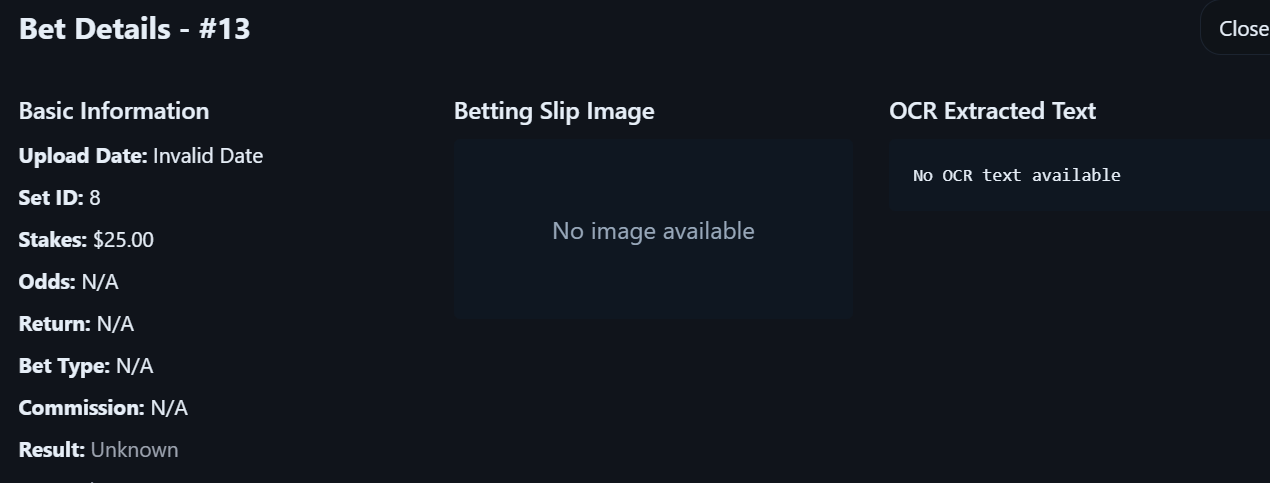 Bet Details - #13
Close
Basic Information
Upload Date: Invalid Date
Set ID: 8
Stakes: $25.00
Odds: N/A
Return: N/A
Bet Type: N/A
Commission: N/A
Result: Unknown
Betting Slip Image
No image available
OCR Extracted Text
No OCR text available